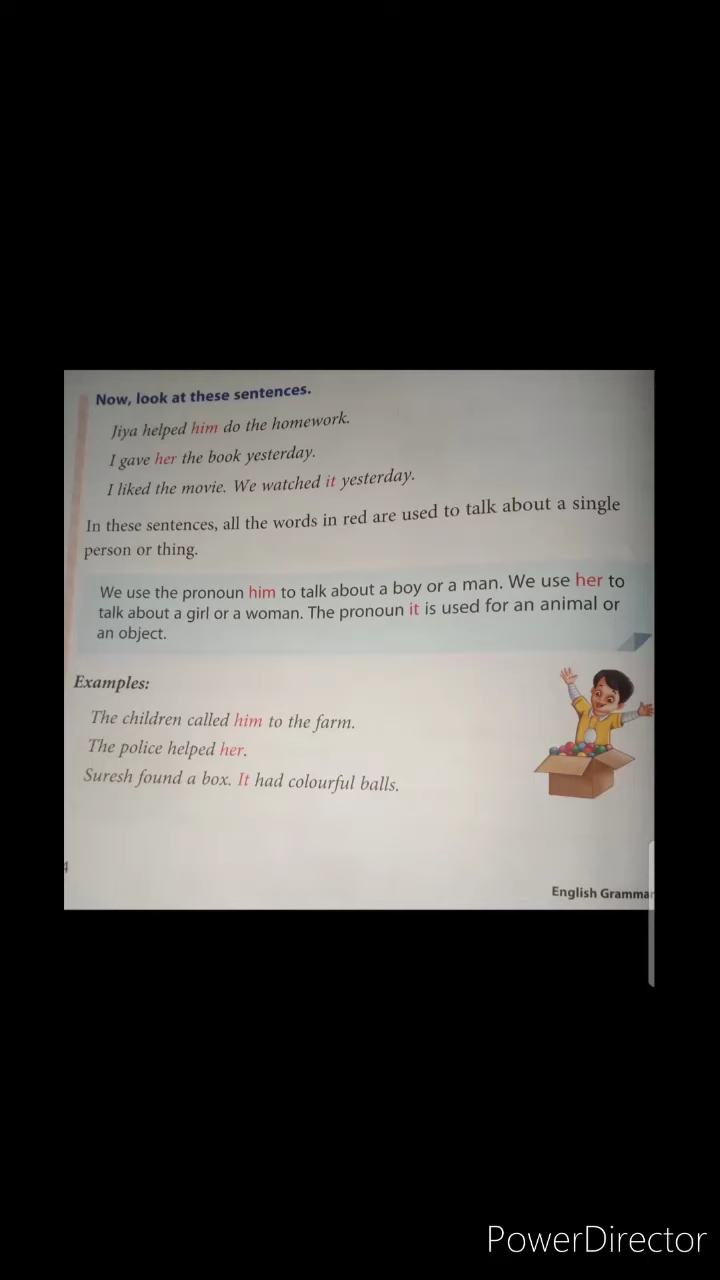 Now, look at these sentences.
Jiya helped him do the homework.
I gave her the book yesterday.
I liked the movie. We watched it yesterday.
In these sentences, all the words in red are used to talk about a single
person or thing.
We use the pronoun him to talk about a boy or a man. We use her to
talk about a girl or a woman. The pronoun it is used for an animal or
an object.
Examples:
The children called him to the farm.
The police helped her.
Suresh found a box. It had colourful balls.
4
English Grammar
PowerDirector